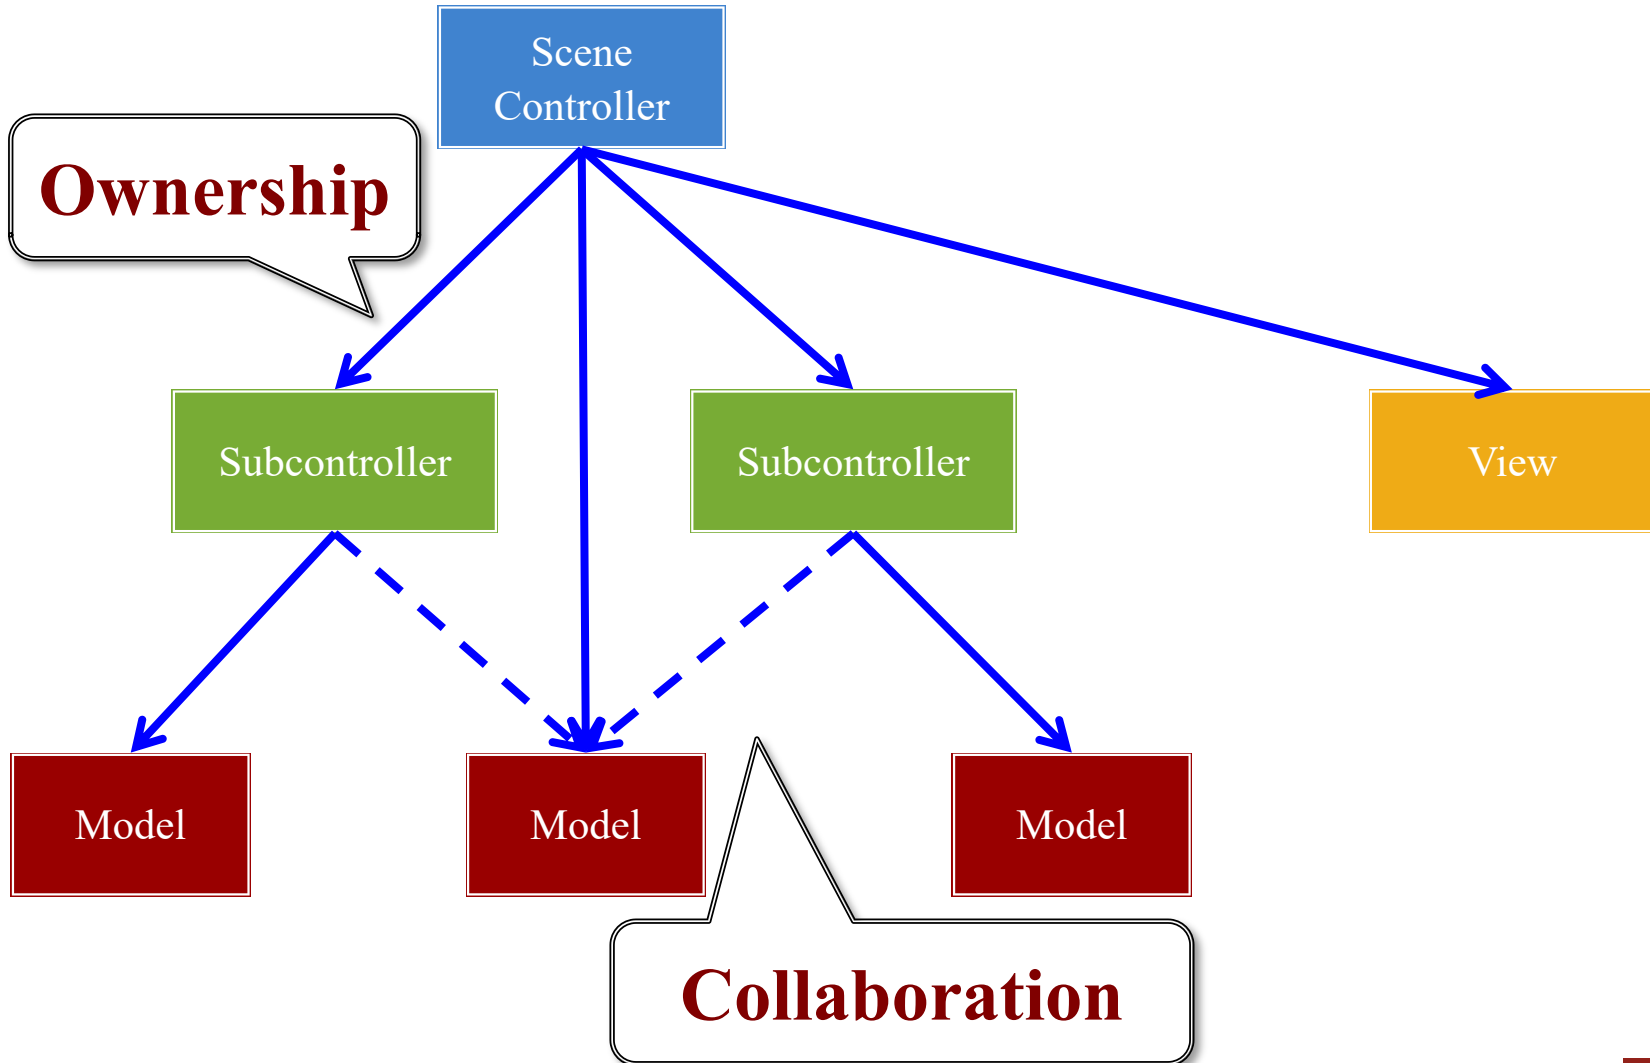 Scene
Controller
Ownership
Subcontroller
Subcontroller
View
Model
Model
Model
Collaboration